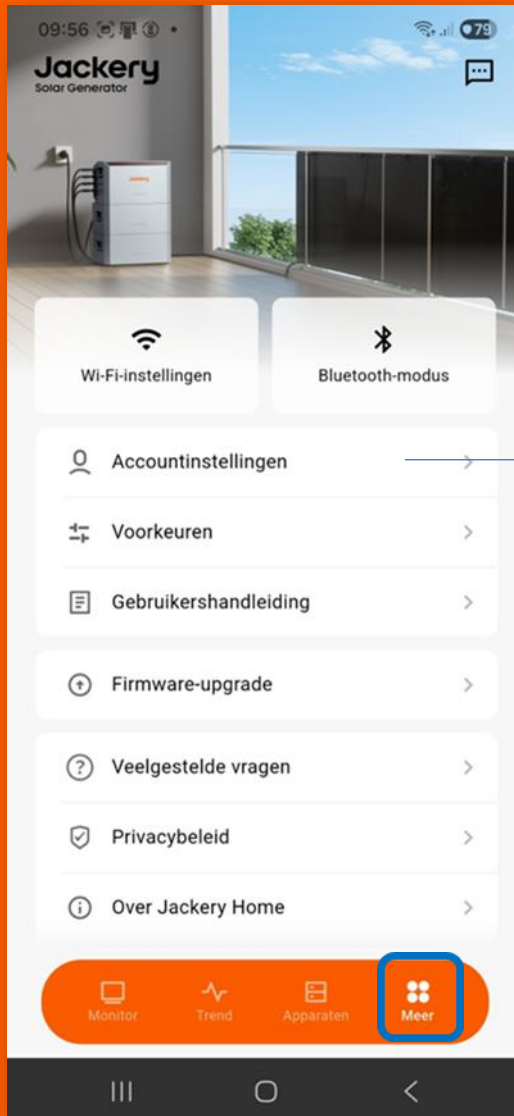 09:56
79
Jackery
Solar Generator
Wi-Fi-instellingen
Bluetooth-modus
Accountinstellingen
Voorkeuren
Gebruikershandleiding
Firmware-upgrade
Veelgestelde vragen
Privacybeleid
Over Jackery Home
Monitor
Trend
Apparaten
Meer